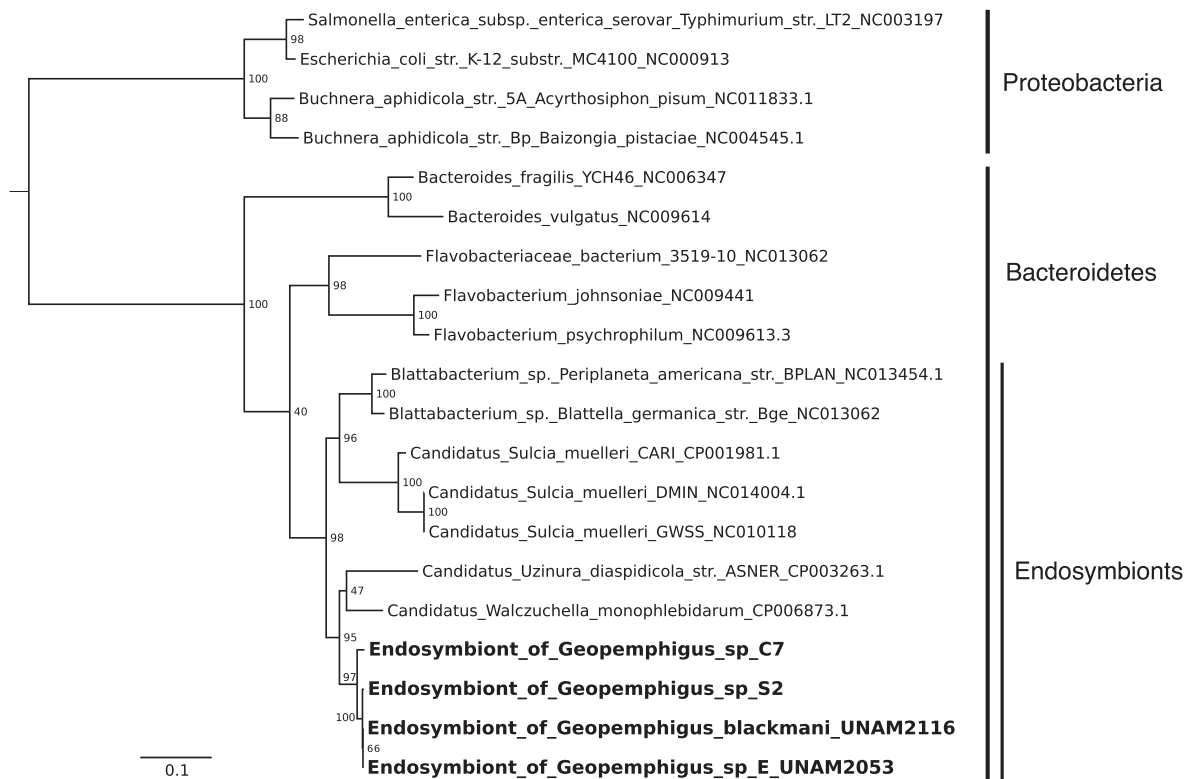 Salmonella_enterica_subsp._enterica_serovar_Typhimurium_str._LT2_NC003197
98
Escherichia_coli_str._K-12_substr._MC4100_NC000913
100
Proteobacteria
Buchnera_aphidicola_str._5A_Acyrthosiphon_pisum_NC011833.1
88
Buchnera_aphidicola_str._Bp_Baizongia_pistaciae_NC004545.1
Bacteroides_fragilis_YCH46_NC006347
100
Bacteroides_vulgatus_NC009614
Flavobacteriaceae_bacterium_3519-10_NC013062
Bacteroidetes
98
Flavobacterium_johnsoniae_NC009441
100
100
Flavobacterium_psychrophilum_NC009613.3
Blattabacterium_sp._Periplaneta_americana_str._BPLAN_NC013454.1
100
Blattabacterium_sp._Blattella_germanica_str._Bge_NC013062
40
96
Candidatus_Sulcia_muelleri_CARI_CP001981.1
100
Candidatus_Sulcia_muelleri_DMIN_NC014004.1
100
Candidatus_Sulcia_muelleri_GWSS_NC010118
98
Candidatus_Uzinura_diaspidicola_str._ASNER_CP003263.1
Endosymbionts
47
Candidatus_Walczuchella_monophlebidarum_CP006873.1
95
Endosymbiont_of_Geopemphigus_sp_C7
97
Endosymbiont_of_Geopemphigus_sp_S2
100
Endosymbiont_of_Geopemphigus_blackmani_UNAM2116
66
Endosymbiont_of_Geopemphigus_sp_E_UNAM2053
0.1